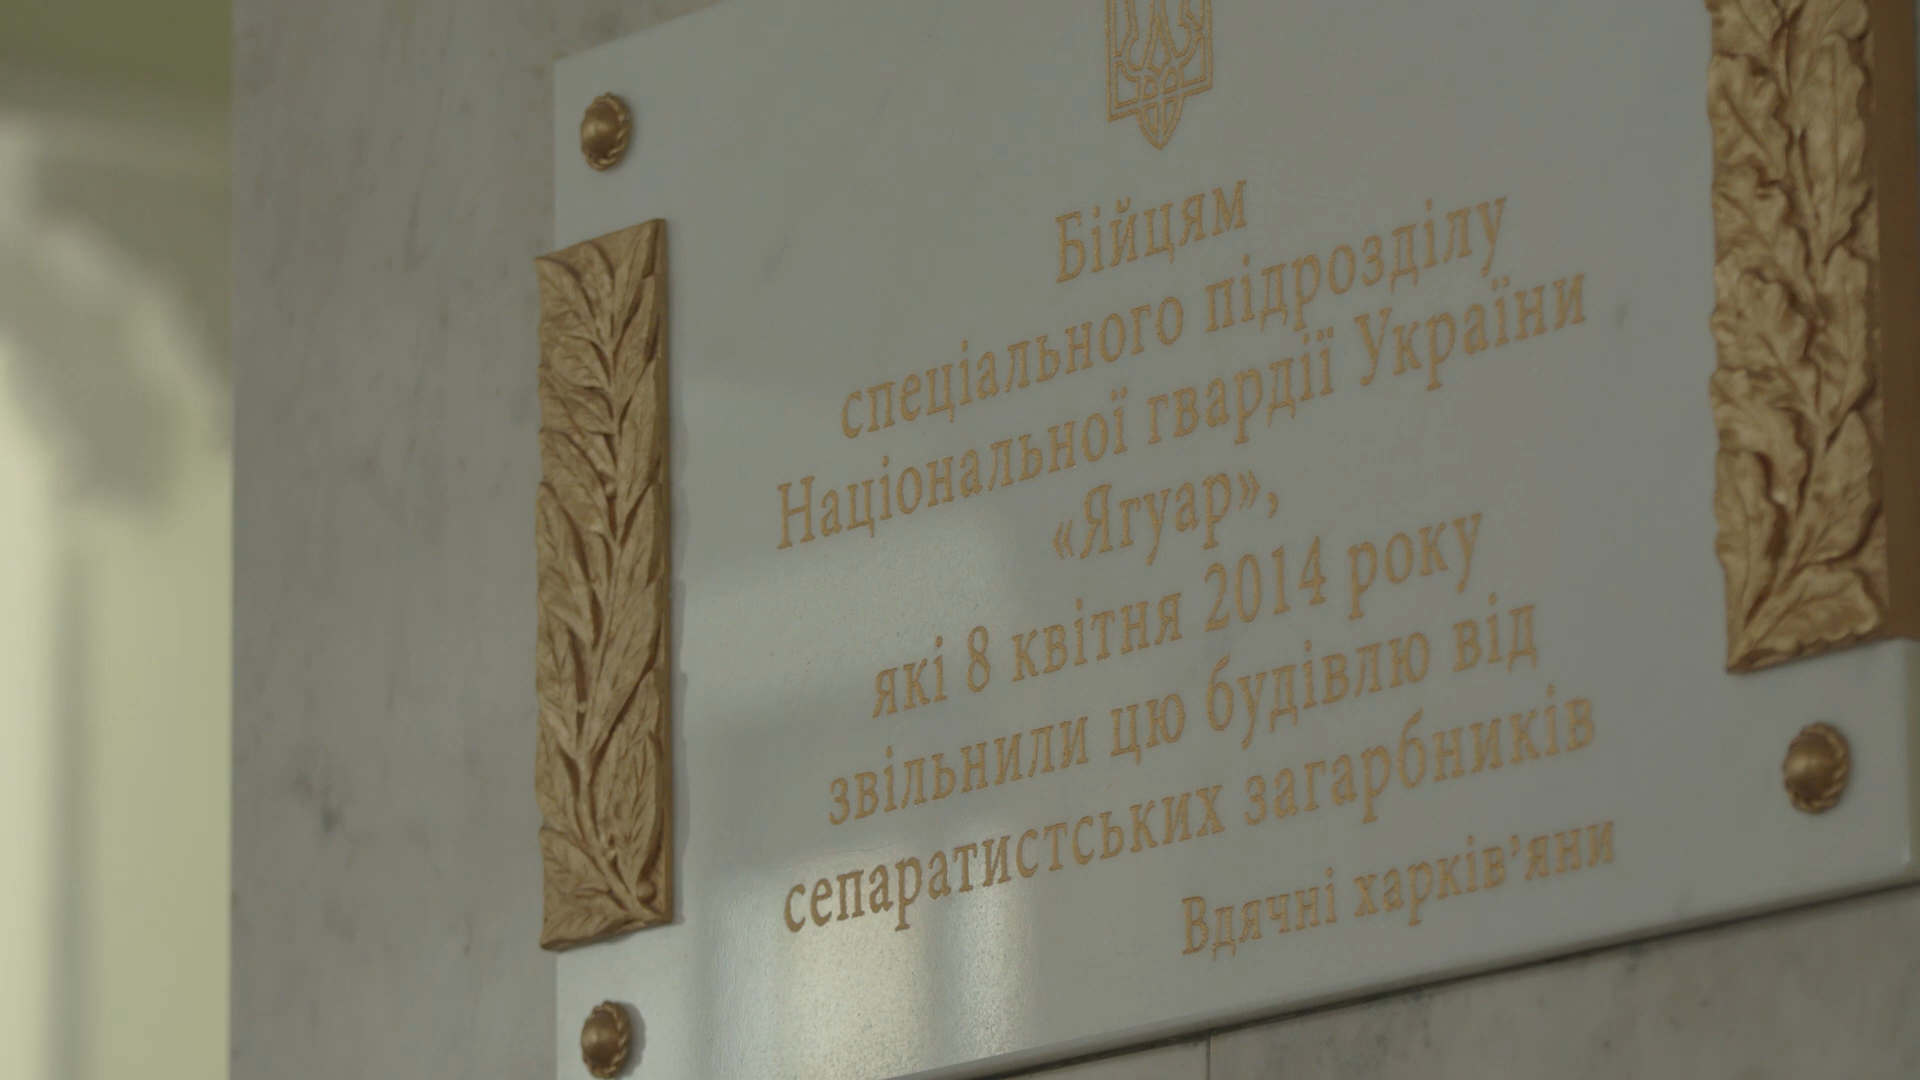 Бійцям
спеціального підрозділу
Національної гвардії України
«Ягуар»,
які 8 квітня 2014 року
звільнили цю будівлю від
сепаратистських загарбників
Вдячні харків’яни